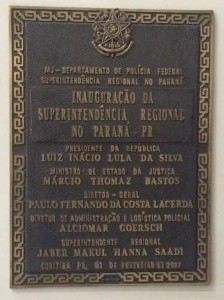 MJ - DEPARTAMENTO DE POLÍCIA FEDERAL
SUPERINTENDÊNCIA REGIONAL NO PARANÁ
INAUGURAÇÃO DA
SUPERINTENDÊNCIA REGIONAL
NO PARANÁ - PR
PRESIDENTE DA REPÚBLICA
LUIZ INÁCIO LULA DA SILVA
MINISTRO DE ESTADO DA JUSTIÇA
MÁRCIO THOMAZ BASTOS
DIRETOR - GERAL
PAULO FERNANDO DA COSTA LACERDA
DIRETOR DE ADMINISTRAÇÃO E LOGÍSTICA POLICIAL
ALCIOMAR GOERSCH
SUPERINTENDENTE REGIONAL
JABER MAKUL HANNA SAADI
CURITIBA PR, 02 DE FEVEREIRO DE 2007